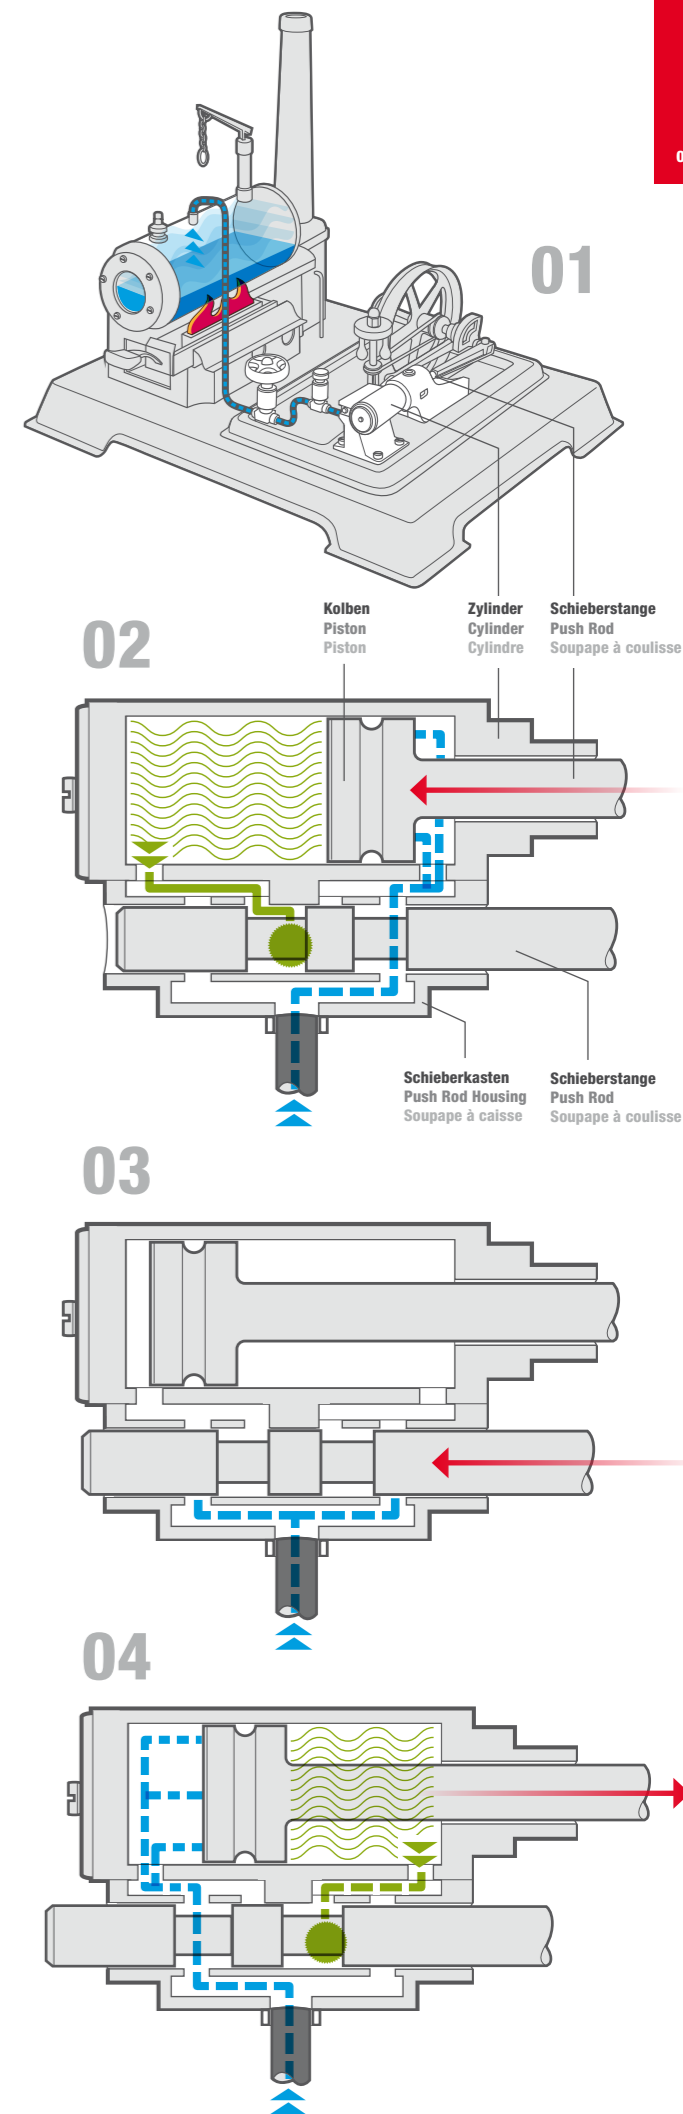 0
01
02
Kolben
Piston
Piston
Zylinder
Cylinder
Cylindre
Schieberstange
Push Rod
Soupape à coulisse
Schieberkasten
Push Rod Housing
Soupape à caisse
Schieberstange
Push Rod
Soupape à coulisse
03
04